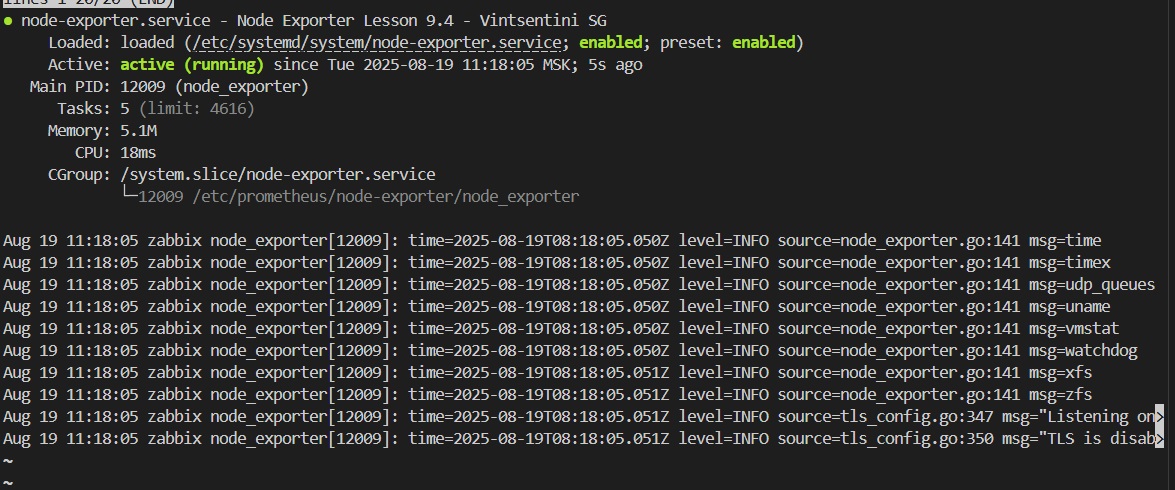 lines 1-20/20 (END)
● node-exporter.service - Node Exporter Lesson 9.4 - Vintsentini SG
Loaded: loaded (/etc/systemd/system/node-exporter.service; enabled; preset: enabled)
Active: active (running) since Tue 2025-08-19 11:18:05 MSK; 5s ago
Main PID: 12009 (node_exporter)
Tasks: 5 (limit: 4616)
Memory: 5.1M
CPU: 18ms
CGroup: /system.slice/node-exporter.service
└─12009 /etc/prometheus/node-exporter/node_exporter
Aug 19 11:18:05 zabbix node_exporter[12009]: time=2025-08-19T08:18:05.050Z level=INFO source=node_exporter.go:141 msg=time
Aug 19 11:18:05 zabbix node_exporter[12009]: time=2025-08-19T08:18:05.050Z level=INFO source=node_exporter.go:141 msg=timex
Aug 19 11:18:05 zabbix node_exporter[12009]: time=2025-08-19T08:18:05.050Z level=INFO source=node_exporter.go:141 msg=udp_queues
Aug 19 11:18:05 zabbix node_exporter[12009]: time=2025-08-19T08:18:05.050Z level=INFO source=node_exporter.go:141 msg=uname
Aug 19 11:18:05 zabbix node_exporter[12009]: time=2025-08-19T08:18:05.050Z level=INFO source=node_exporter.go:141 msg=vmstat
Aug 19 11:18:05 zabbix node_exporter[12009]: time=2025-08-19T08:18:05.050Z level=INFO source=node_exporter.go:141 msg=watchdog
Aug 19 11:18:05 zabbix node_exporter[12009]: time=2025-08-19T08:18:05.051Z level=INFO source=node_exporter.go:141 msg=xfs
Aug 19 11:18:05 zabbix node_exporter[12009]: time=2025-08-19T08:18:05.051Z level=INFO source=node_exporter.go:141 msg=zfs
Aug 19 11:18:05 zabbix node_exporter[12009]: time=2025-08-19T08:18:05.051Z level=INFO source=tls_config.go:347 msg="Listening on>
Aug 19 11:18:05 zabbix node_exporter[12009]: time=2025-08-19T08:18:05.051Z level=INFO source=tls_config.go:350 msg="TLS is disab>
~
~